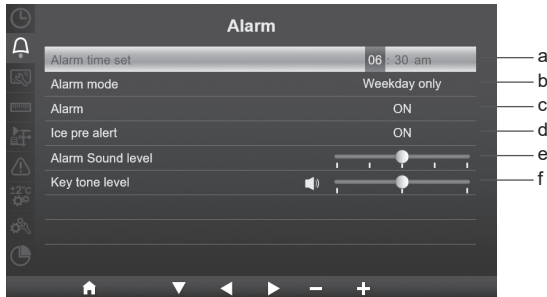 Alarm
Alarm time set 06 : 30 am a
Alarm mode Weekday only b
Alarm ON c
Ice pre alert ON d
Alarm Sound level e
Key tone level f
±2°C